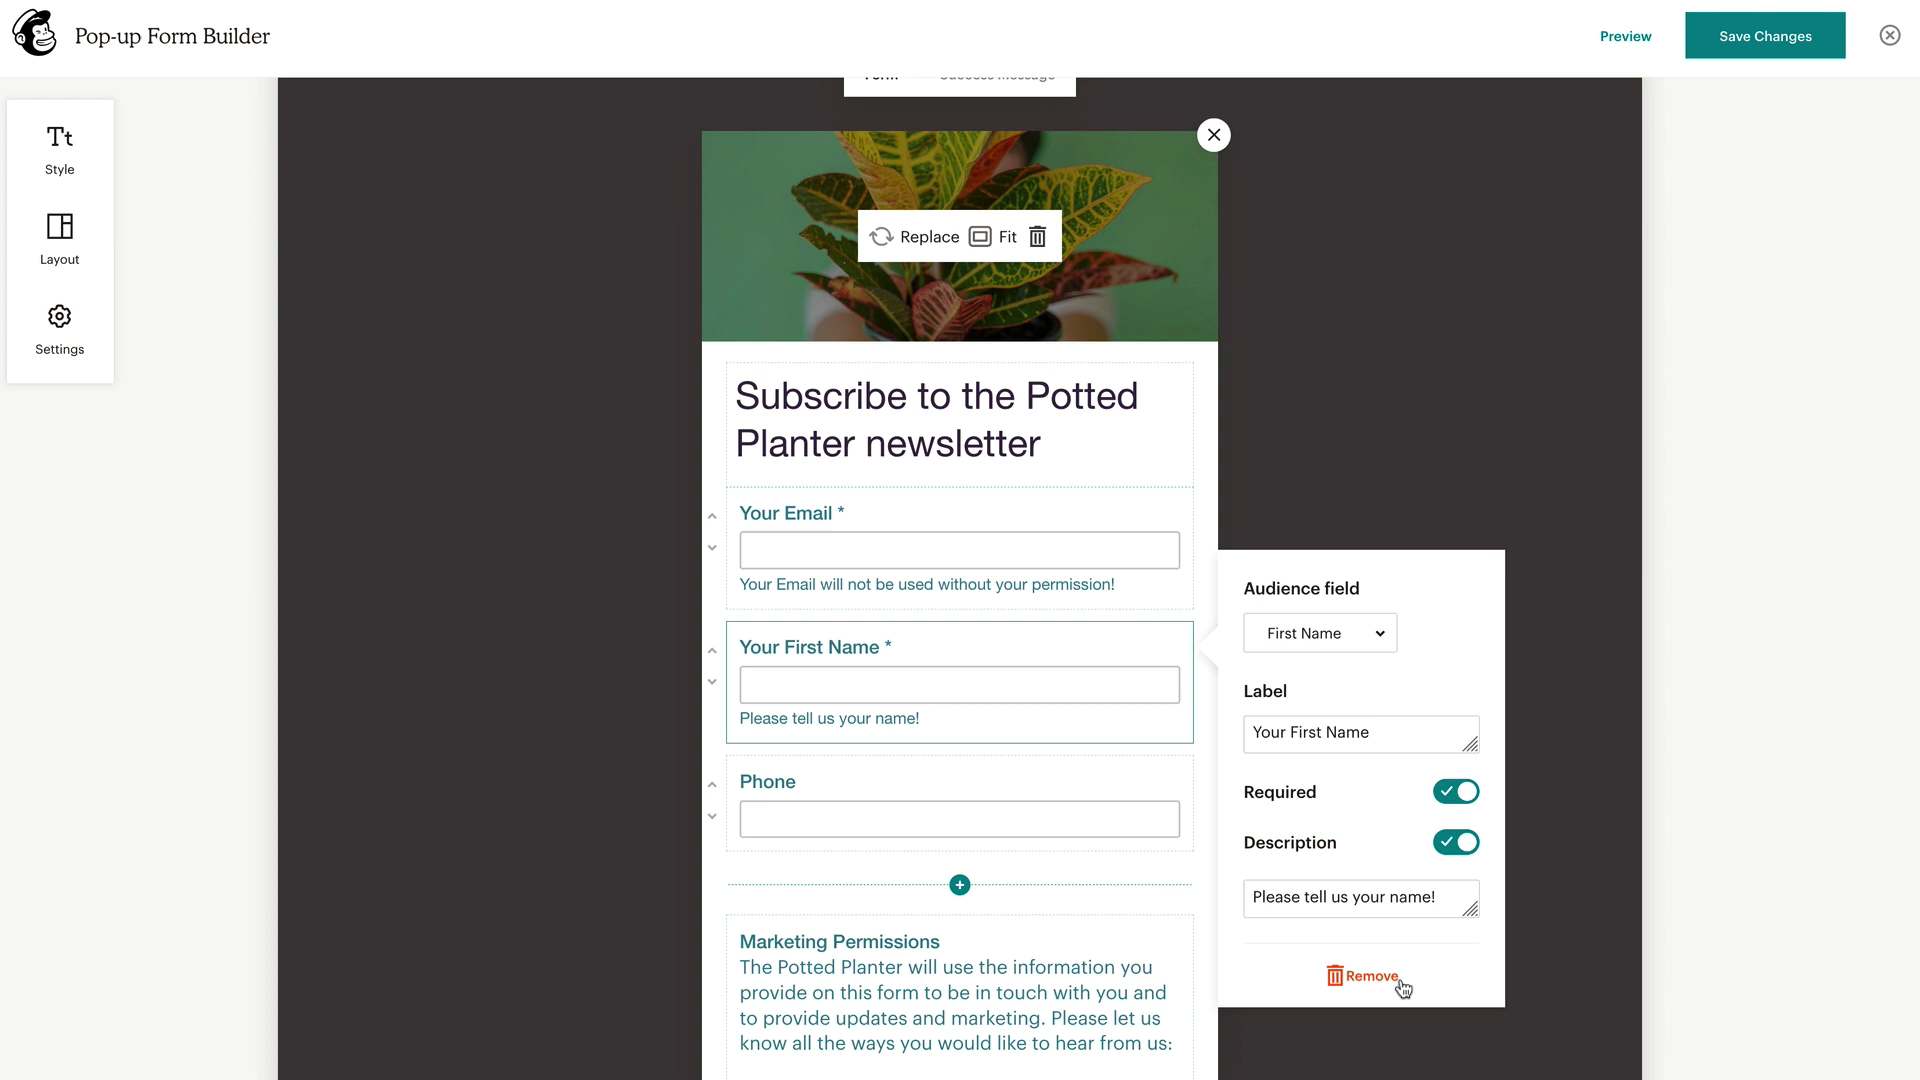 Pop-up Form Builder
Preview
Save Changes
Form
Success Message
Tt
Style
Layout
Settings
Replace
Fit
Subscribe to the Potted
Planter newsletter
Your Email *
Your Email will not be used without your permission!
Your First Name *
Please tell us your name!
Phone
Marketing Permissions
The Potted Planter will use the information you
provide on this form to be in touch with you and
to provide updates and marketing. Please let us
know all the ways you would like to hear from us:
Audience field
First Name
Label
Your First Name
Required
Description
Please tell us your name!
Remove